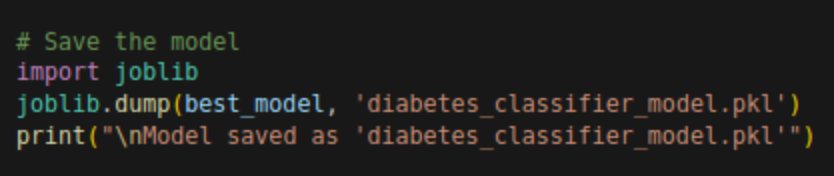 # Save the model
import joblib
joblib.dump(best_model, 'diabetes_classifier_model.pkl')
print("\nModel saved as 'diabetes_classifier_model.pkl'")